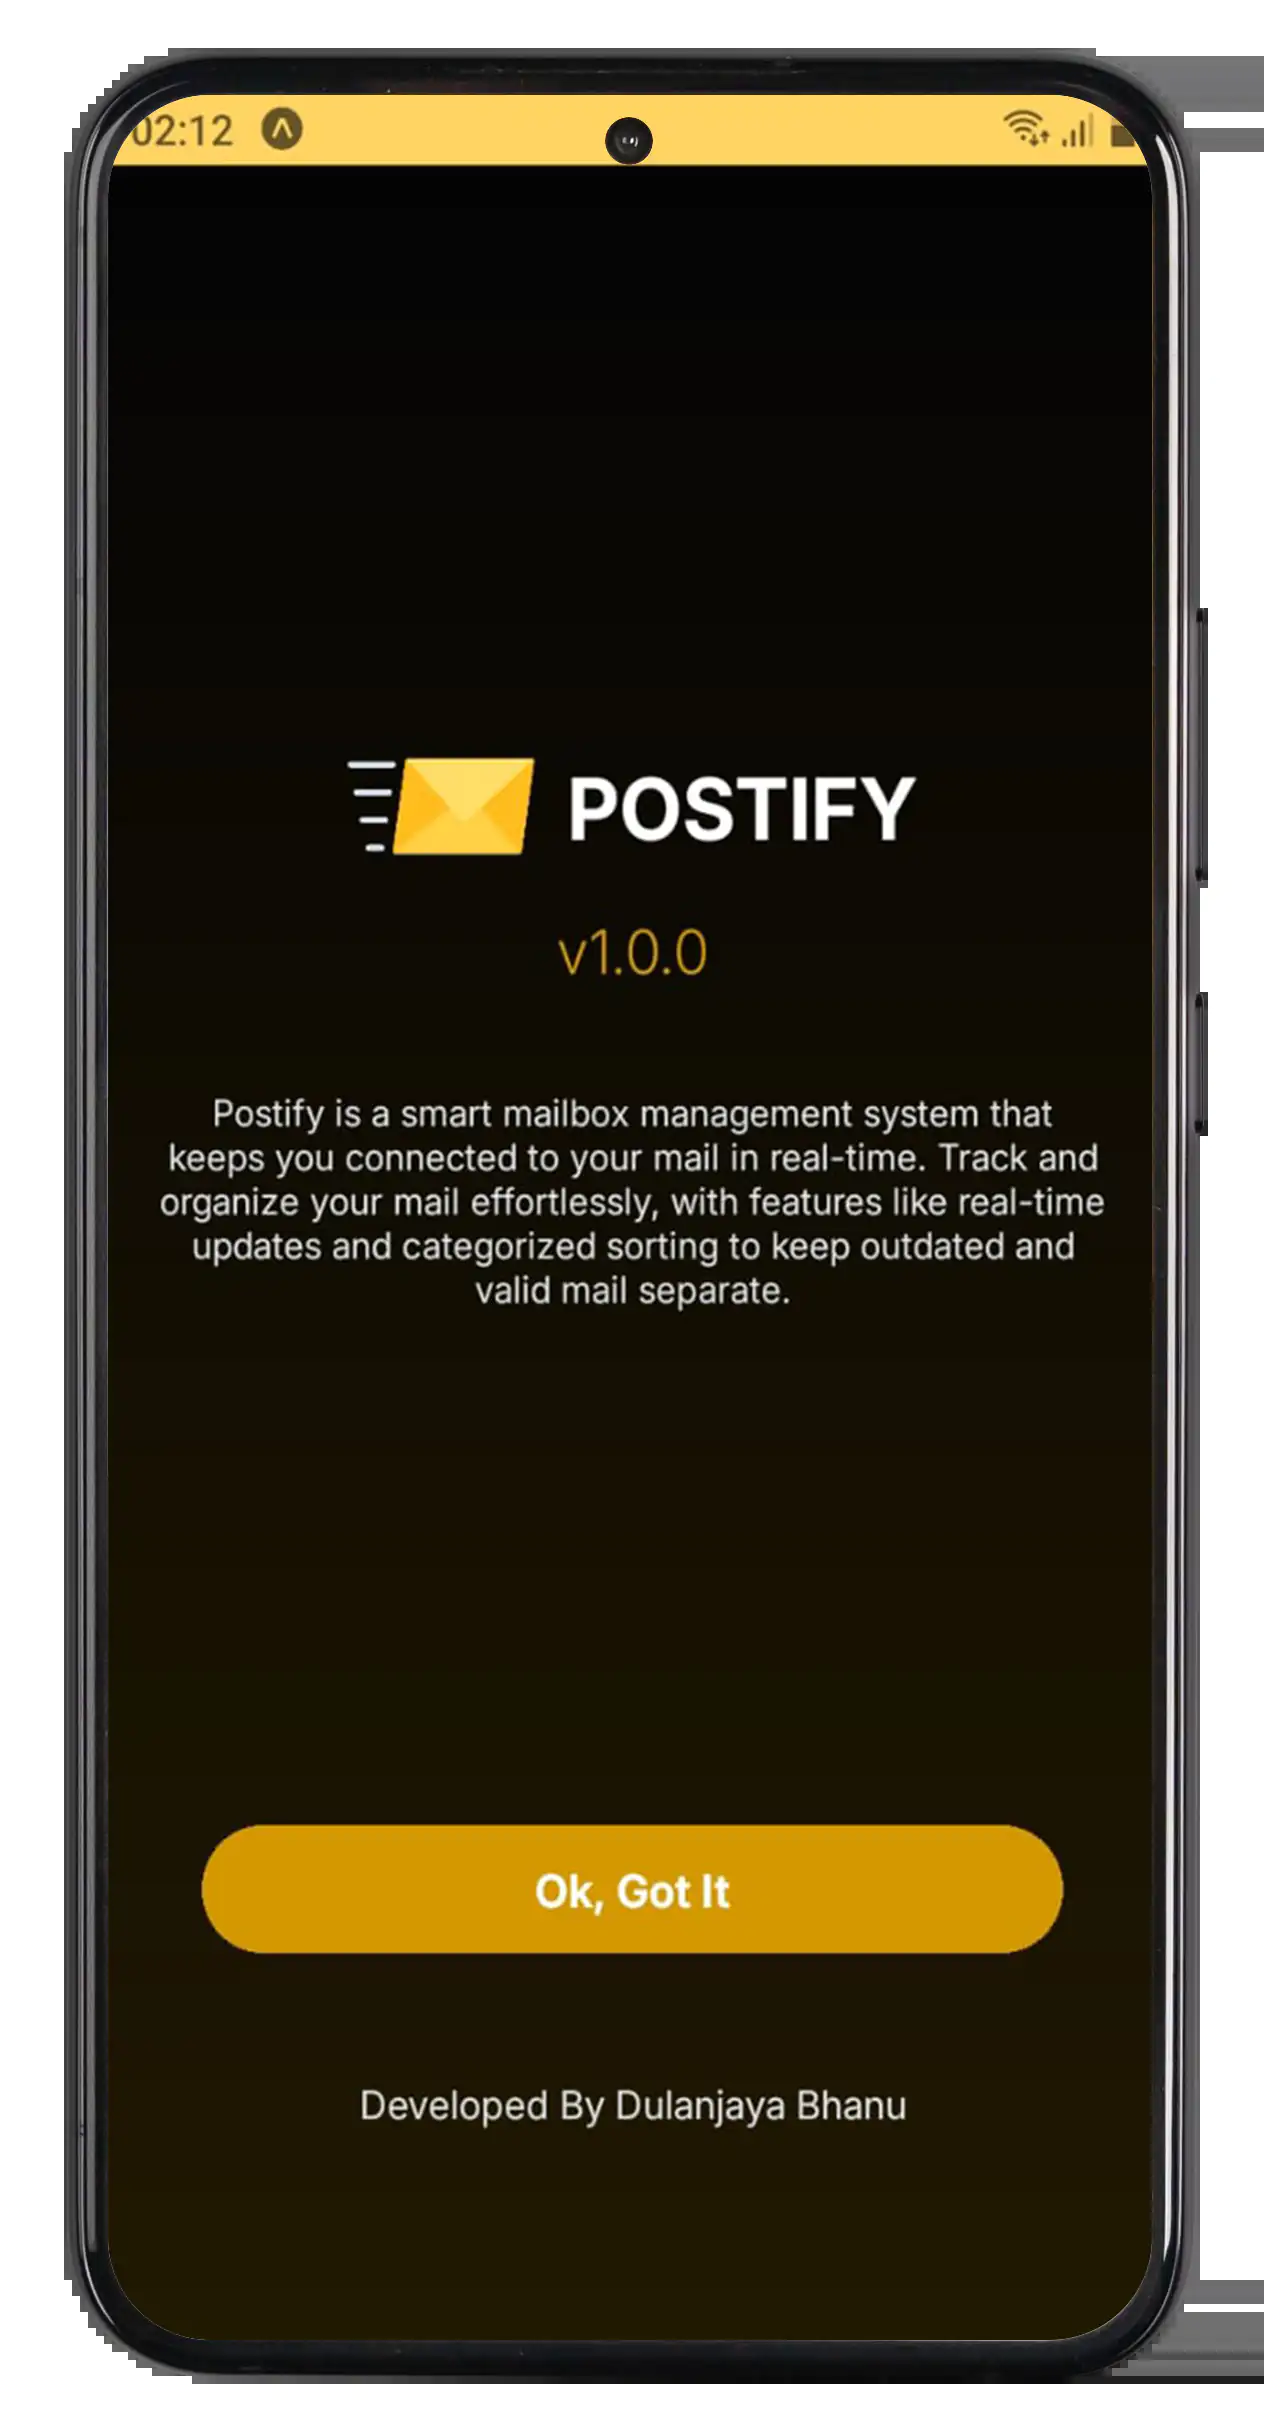 02:12
POSTIFY
v1.0.0
Postify is a smart mailbox management system that
keeps you connected to your mail in real-time. Track and
organize your mail effortlessly, with features like real-time
updates and categorized sorting to keep outdated and
valid mail separate.
Ok, Got It
Developed By Dulanjaya Bhanu